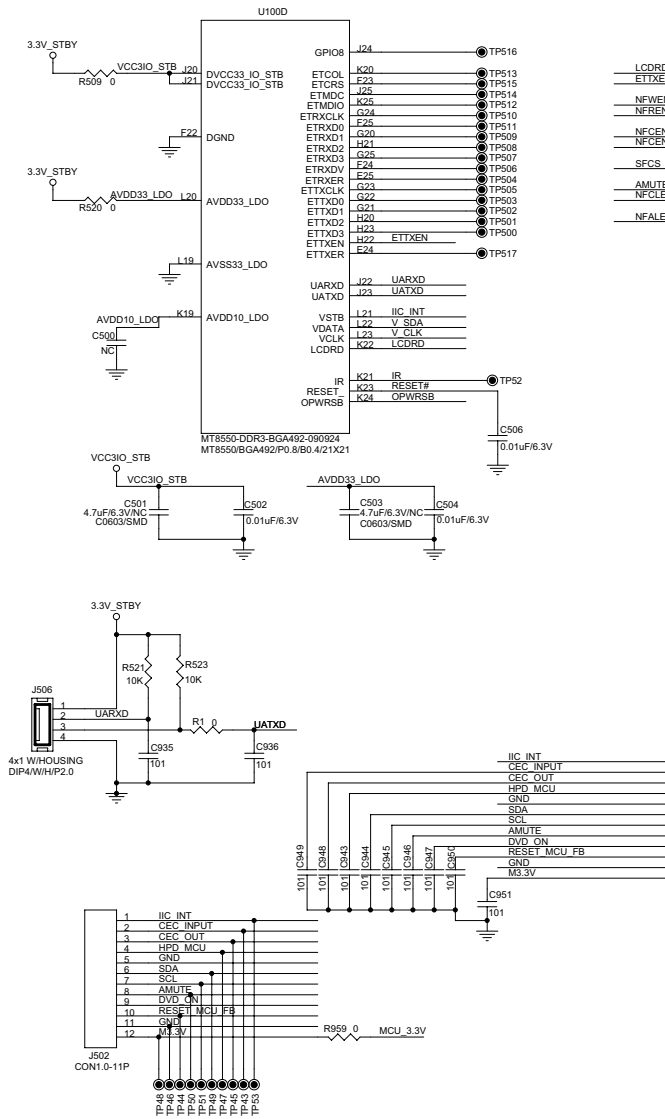 U100D
3.3V_STBY
R509 0
VCC3IO_STB
J20 DVCC33_IO_STB
J21 DVCC33_IO_STB
F22 DGND
3.3V_STBY
R520 0
AVDD33_LDO
L20 AVDD33_LDO
L19 AVSS33_LDO
AVDD10_LDO
K19 AVDD10_LDO
C500
NC
GPIO8 J24 TP516
ETCOL K20 TP513
ETCRS F23 TP515
ETMDC J25 TP514
ETMDIO K25 TP512
ETRXCLK G24 TP510
ETRXD0 F25 TP511
ETRXD1 G20 TP509
ETRXD2 H21 TP508
ETRXD3 G25 TP507
ETRXDV F24 TP506
ETRXER E25 TP504
ETTXCLK G23 TP505
ETTXD0 G22 TP503
ETTXD1 G21 TP502
ETTXD2 H20 TP501
ETTXD3 H23 TP500
ETTXEN H22 ETTXEN
ETTXER E24 TP517
UARXD J22 UARXD
UATXD J23 UATXD
VSTB L21 IIC_INT
VDATA L22 V_SDA
VCLK L23 V_CLK
LCDRD K22 LCDRD
IR K21 IR TP52
RESET_ K23 RESET#
OPWRSB K24 OPWRSB
C506
0.01uF/6.3V
MT8550-DDR3-BGA492-090924
MT8550/BGA492/P0.8/B0.4/21X21
LCDRD
ETTXE
NFWEN
NFREN
NFCEN
NFCEN
SFCS
AMUTE
NFCLE
NFALE
VCC3IO_STB
VCC3IO_STB
C501
4.7uF/6.3V/NC
C0603/SMD
C502
0.01uF/6.3V
AVDD33_LDO
C503
4.7uF/6.3V/NC
C0603/SMD
C504
0.01uF/6.3V
3.3V_STBY
R521
10K
R523
10K
J506
1
2 UARXD
3 R1 0 UATXD
4
4x1 W/HOUSING
DIP4/W/H/P2.0
C935
101
C936
101
IIC_INT
CEC_INPUT
CEC_OUT
HPD_MCU
GND
SDA
SCL
AMUTE
DVD_ON
RESET_MCU_FB
GND
M3.3V
101 C949
101 C948
101 C943
101 C944
101 C945
101 C946
101 C947
101 C950
C951
101
1 IIC_INT
2 CEC_INPUT
3 CEC_OUT
4 HPD_MCU
5 GND
6 SDA
7 SCL
8 AMUTE
9 DVD_ON
10 RESET_MCU_FB
11 GND
12 M3.3V
R959 0 MCU_3.3V
J502
CON1.0-11P
TP48
TP46
TP44
TP50
TP51
TP49
TP47
TP45
TP43
TP53